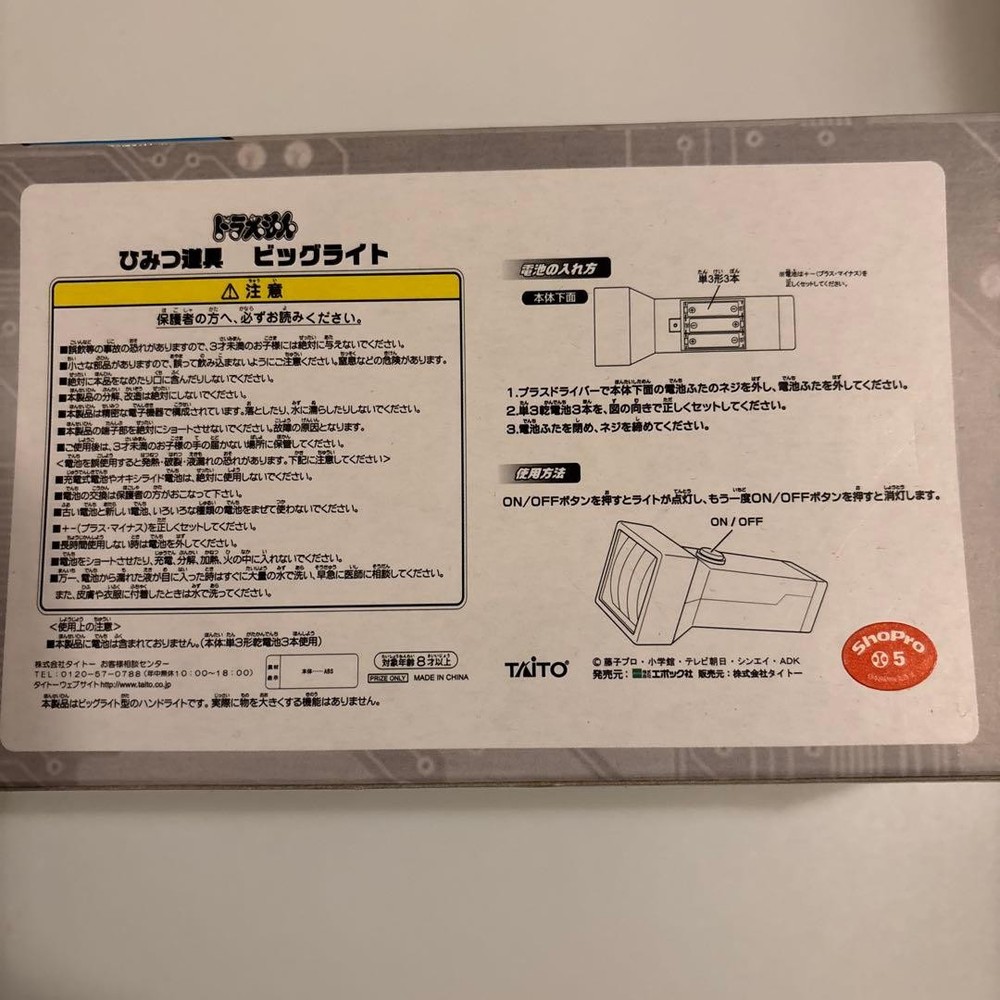 ドラえもん
ひみつ道具 ビッグライト
⚠注意
保護者の方へ、必ずお読みください。
■誤飲等の事故の恐れがありますので、3才未満のお子様には絶対に与えないでください。
■小さな部品がありますので、誤って飲み込まないようにご注意ください。窒息などの危険があります。
■絶対に本品をなめたり口に含んだりしないでください。
■本製品の分解、改造は絶対にしないでください。
■本製品は精密な電子機器で構成されています。落としたり、水に濡らしたりしないでください。
■本製品の端子部を絶対にショートさせないでください。故障の原因となります。
■ご使用後は、3才未満のお子様の手の届かない場所に保管してください。
<電池を誤使用すると発熱・破裂・液漏れの恐れがあります。下記に注意してください>
■充電式電池やオキシライド電池は、絶対に使用しないでください。
■電池の交換は保護者の方がおこなって下さい。
■古い電池と新しい電池、いろいろな種類の電池をまぜて使わないでください。
■+-(プラス・マイナス)を正しくセットしてください。
■長時間使用しない時は電池を外してください。
■電池をショートさせたり、充電、分解、加熱、火の中に入れないでください。
■万一、電池から漏れた液が目に入った時はすぐに大量の水で洗い、早急に医師に相談してください。
また、皮膚や衣服に付着したときは水で洗ってください。
<使用上の注意>
■本製品に電池は含まれておりません。(本体:単3形乾電池3本使用)
株式会社タイトー お客様相談センター
TEL:0120-57-0788(年中無休10:00〜18:00)
タイトーウェブサイトhttp://www.taito.co.jp
本体…ABS
対象年齢 8才以上
PRIZE ONLY MADE IN CHINA
本製品はビッグライト型のハンドライトです。実際に物を大きくする機能はありません。
電池の入れ方
本体下面
単3形3本
※電池は+-(プラス・マイナス)を
正しくセットしてください。
1.プラスドライバーで本体下面の電池ふたのネジを外し、電池ふたを外してください。
2.単3乾電池3本を、図の向きで正しくセットしてください。
3.電池ふたを閉め、ネジを締めてください。
使用方法
ON/OFFボタンを押すとライトが点灯し、もう一度ON/OFFボタンを押すと消灯します。
ON/OFF
TAITO
©藤子プロ・小学館・テレビ朝日・シンエイ・ADK
発売元:エポック社 販売元:株式会社タイトー
ShoPro
5